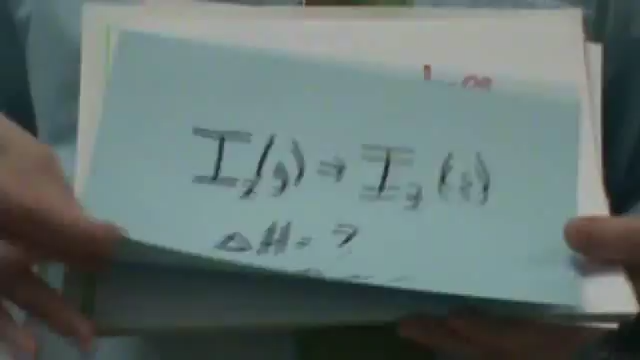 I₂(g) → I₂(s)
ΔH = ?